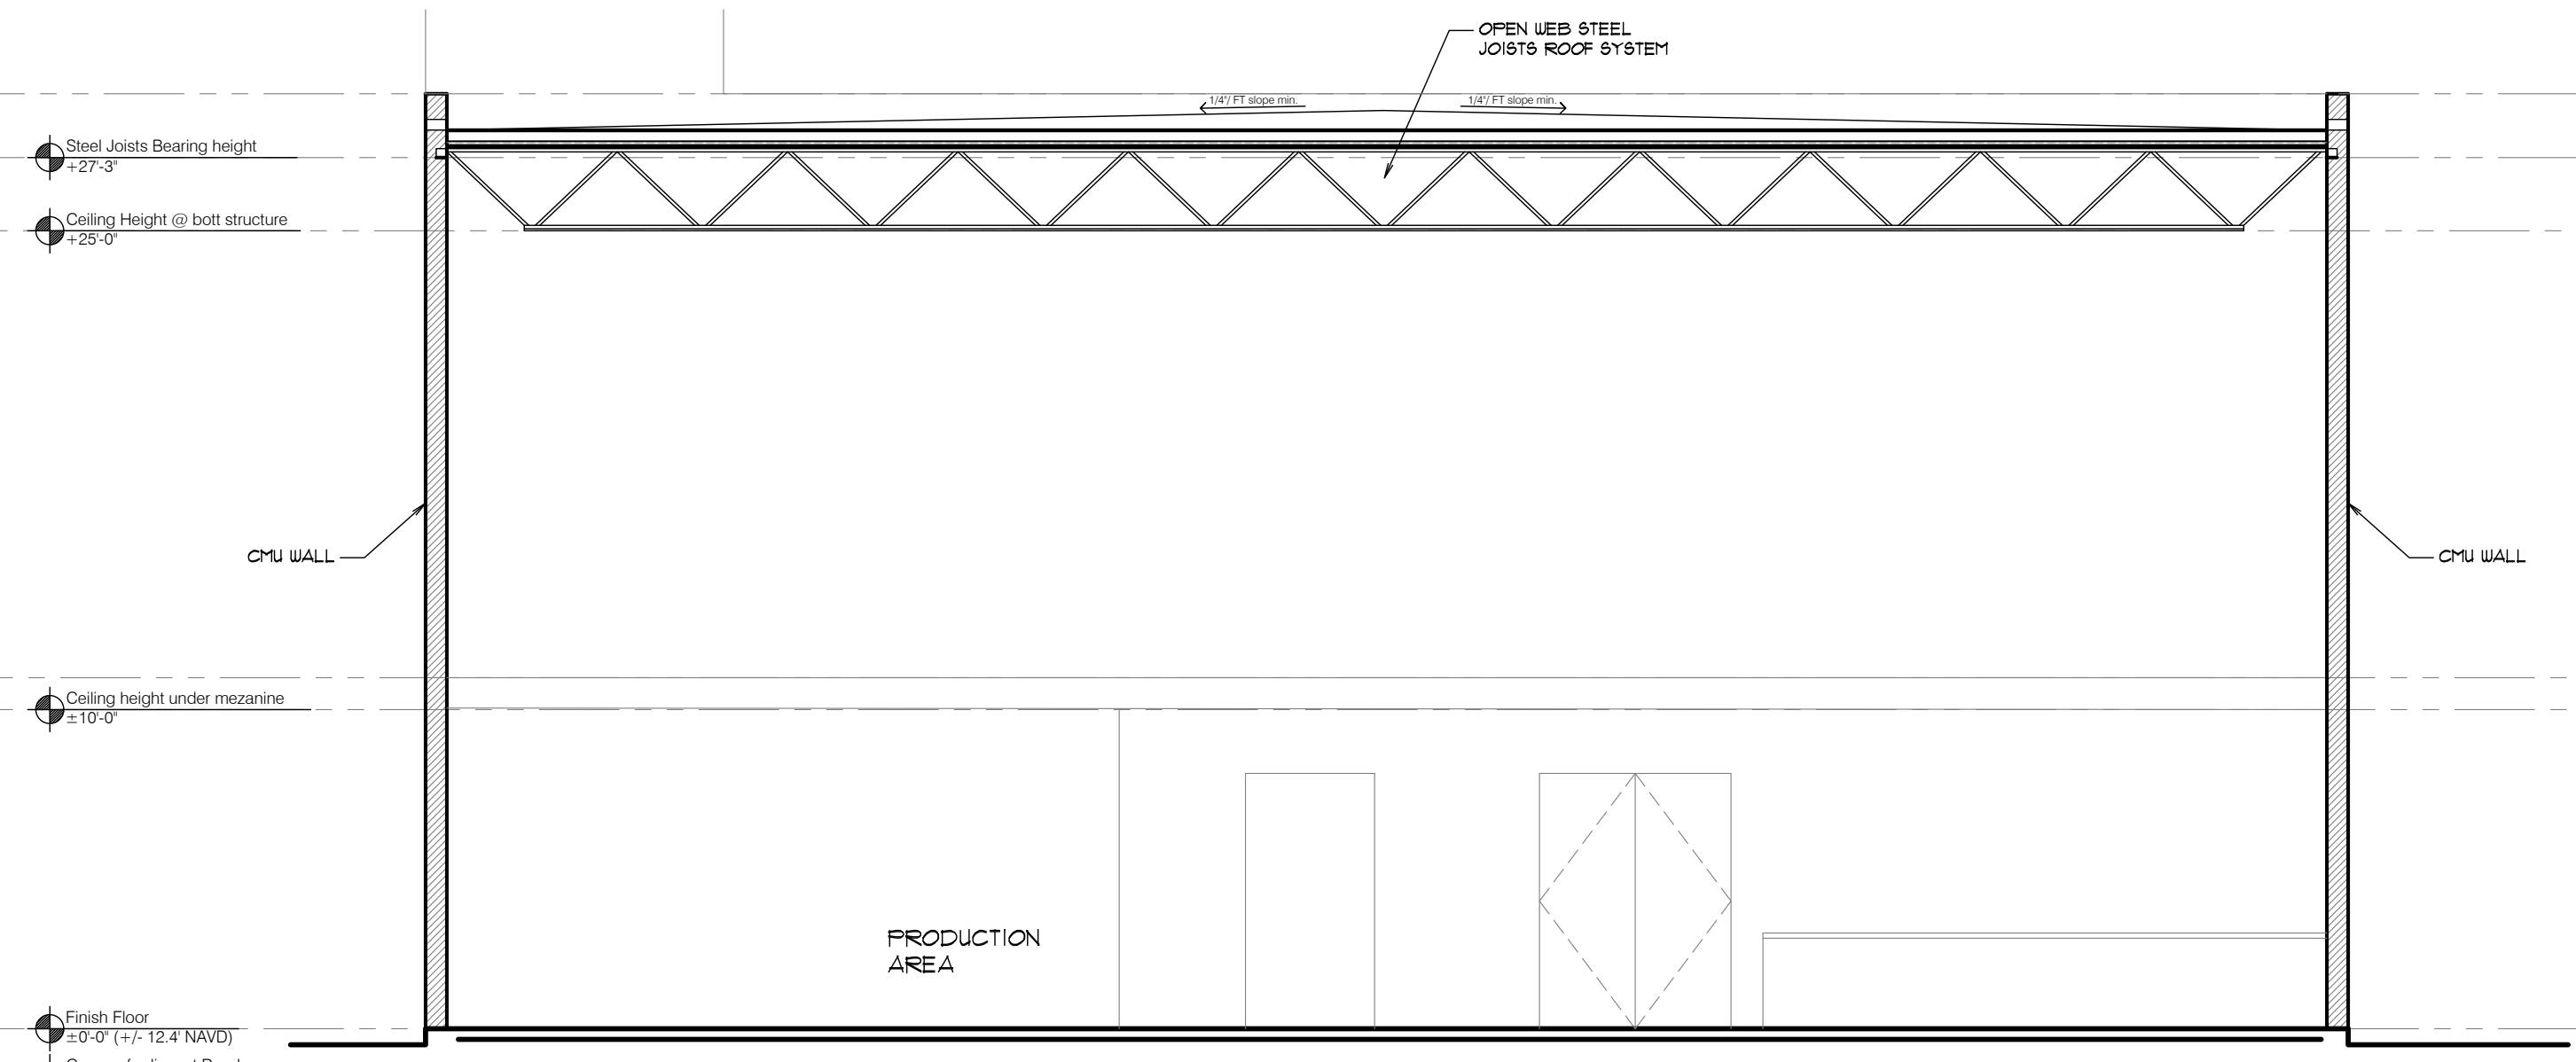 OPEN WEB STEEL
JOISTS ROOF SYSTEM
1/4"/ FT slope min.
1/4"/ FT slope min.
Steel Joists Bearing height
+27'-3"
Ceiling Height @ bott structure
+25'-0"
CMU WALL
CMU WALL
Ceiling height under mezanine
±10'-0"
PRODUCTION
AREA
Finish Floor
±0'-0" (+/- 12.4' NAVD)